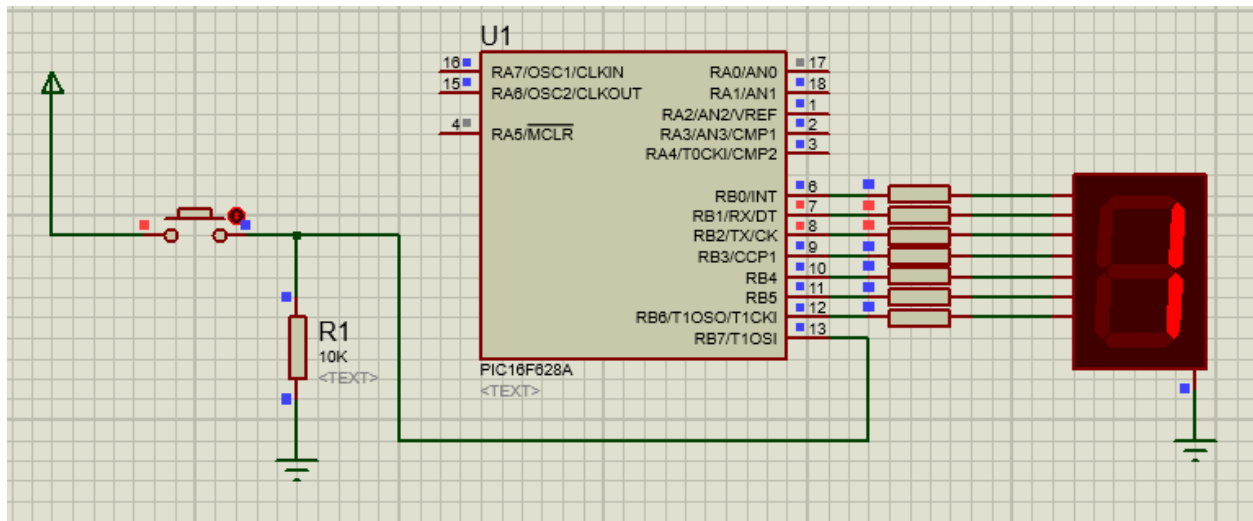 U1
16 RA7/OSC1/CLKIN RA0/AN0 17
15 RA6/OSC2/CLKOUT RA1/AN1 18
RA2/AN2/VREF 1
4 RA5/MCLR RA3/AN3/CMP1 2
RA4/T0CKI/CMP2 3
RB0/INT 6
RB1/RX/DT 7
RB2/TX/CK 8
RB3/CCP1 9
RB4 10
RB5 11
RB6/T1OSO/T1CKI 12
RB7/T1OSI 13
PIC16F628A
<TEXT>
R1
10K
<TEXT>
1